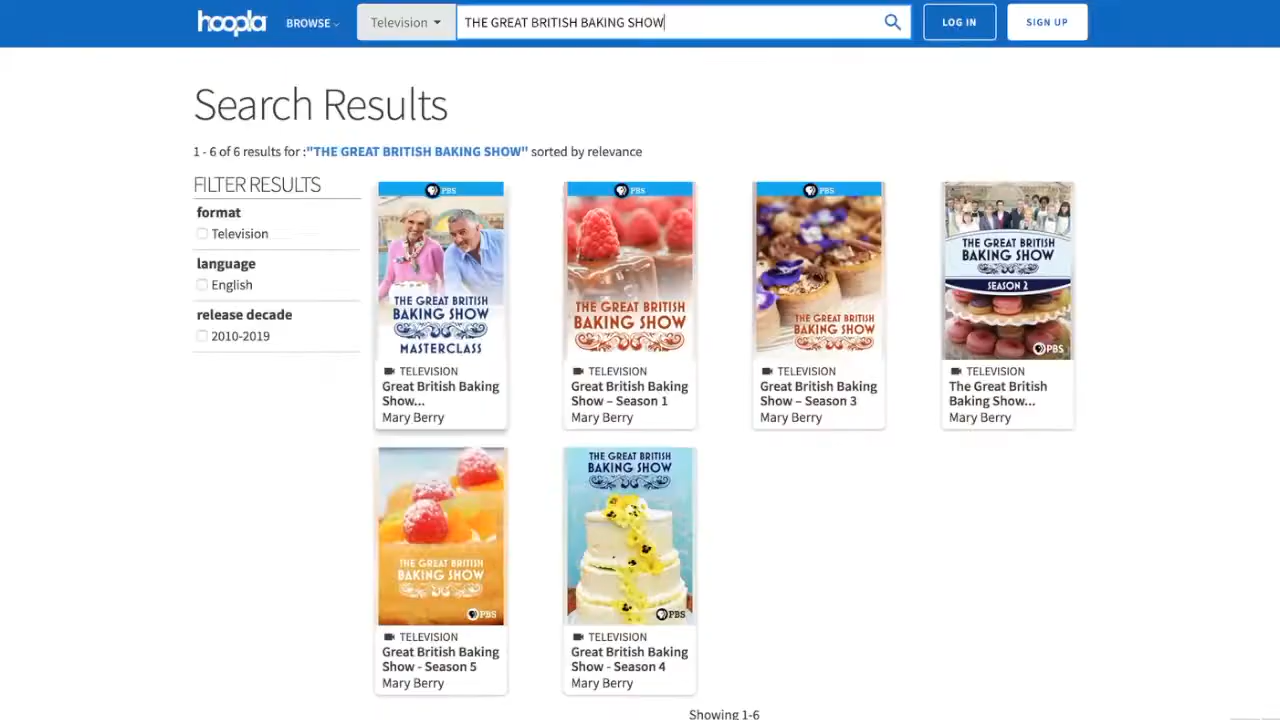 hoopla BROWSE Television THE GREAT BRITISH BAKING SHOW LOG IN SIGN UP
Search Results
1 - 6 of 6 results for :"THE GREAT BRITISH BAKING SHOW" sorted by relevance
FILTER RESULTS
format
Television
language
English
release decade
2010-2019
PBS
THE GREAT BRITISH
BAKING SHOW
MASTERCLASS
TELEVISION
Great British Baking
Show...
Mary Berry
PBS
THE GREAT BRITISH
BAKING SHOW
TELEVISION
Great British Baking
Show – Season 1
Mary Berry
PBS
THE GREAT BRITISH
BAKING SHOW
TELEVISION
Great British Baking
Show – Season 3
Mary Berry
THE GREAT BRITISH
BAKING SHOW
SEASON 2
PBS
TELEVISION
The Great British
Baking Show...
Mary Berry
THE GREAT BRITISH
BAKING SHOW
PBS
TELEVISION
Great British Baking
Show - Season 5
Mary Berry
THE GREAT BRITISH
BAKING SHOW
PBS
TELEVISION
Great British Baking
Show - Season 4
Mary Berry
Showing 1-6